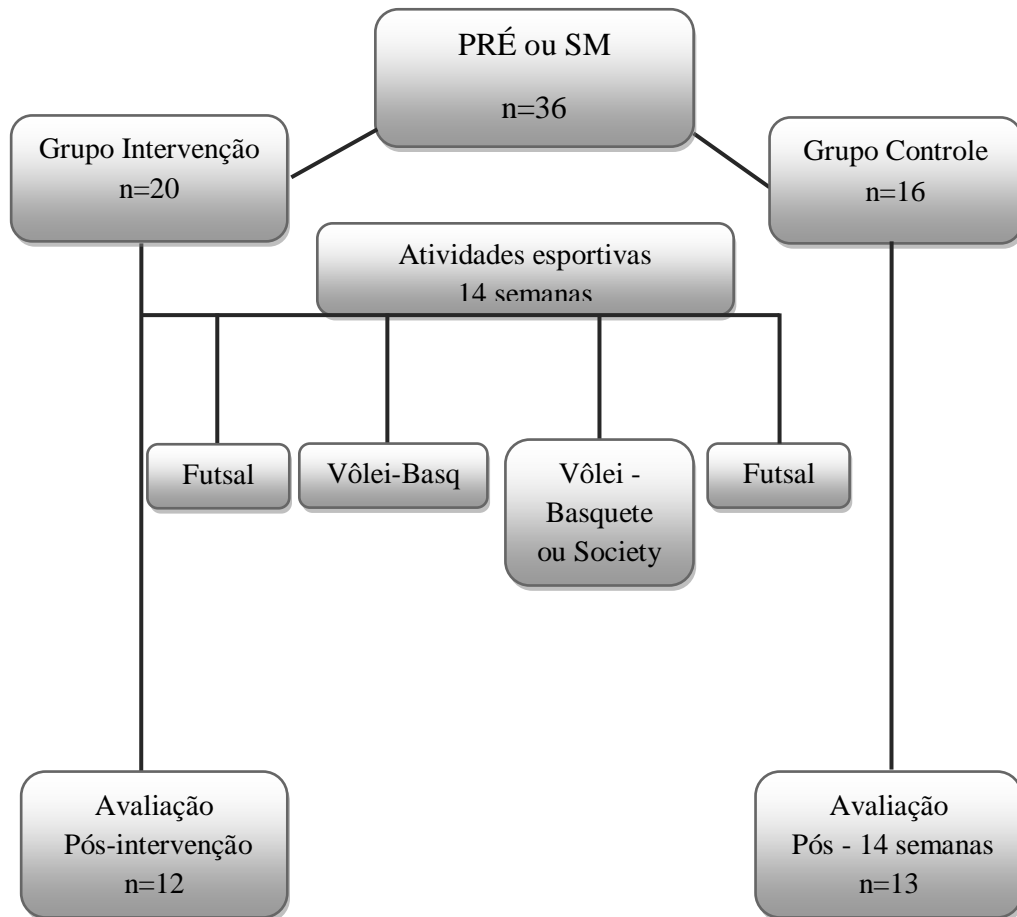 PRÉ ou SM
n=36
Grupo Intervenção
n=20
Grupo Controle
n=16
Atividades esportivas
14 semanas
Futsal
Vôlei-Basq
Vôlei -
Basquete
ou Society
Futsal
Avaliação
Pós-intervenção
n=12
Avaliação
Pós - 14 semanas
n=13